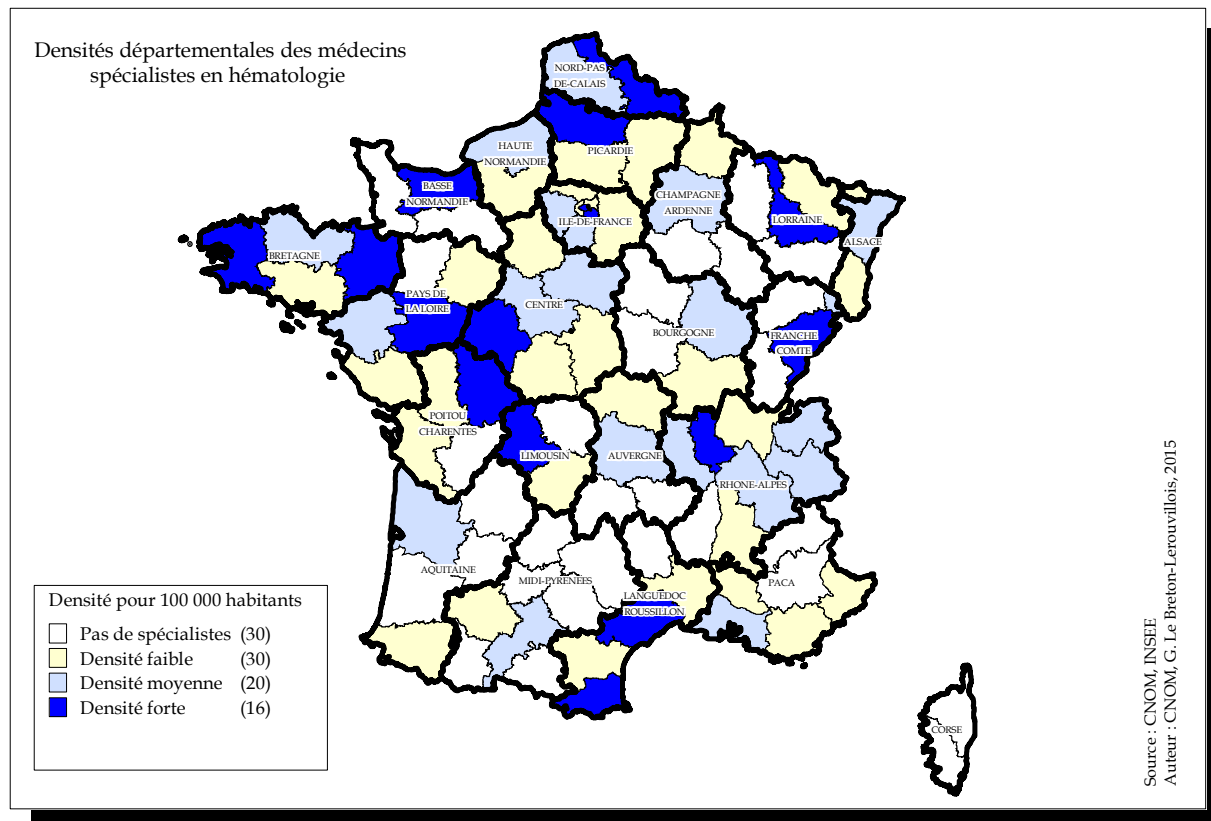 Densités départementales des médecins
spécialistes en hématologie
NORD-PAS
DE-CALAIS
HAUTE
NORMANDIE
PICARDIE
BASSE
NORMANDIE
CHAMPAGNE
ARDENNE
ILE-DE-FRANCE
LORRAINE
ALSACE
BRETAGNE
PAYS DE
LA LOIRE
CENTRE
BOURGOGNE
FRANCHE
COMTE
POITOU
CHARENTES
LIMOUSIN
AUVERGNE
RHONE-ALPES
AQUITAINE
MIDI-PYRENEES
LANGUEDOC
ROUSSILLON
PACA
CORSE
Densité pour 100 000 habitants
Pas de spécialistes (30)
Densité faible (30)
Densité moyenne (20)
Densité forte (16)
Source : CNOM, INSEE
Auteur : CNOM, G. Le Breton-Lerouvillois, 2015